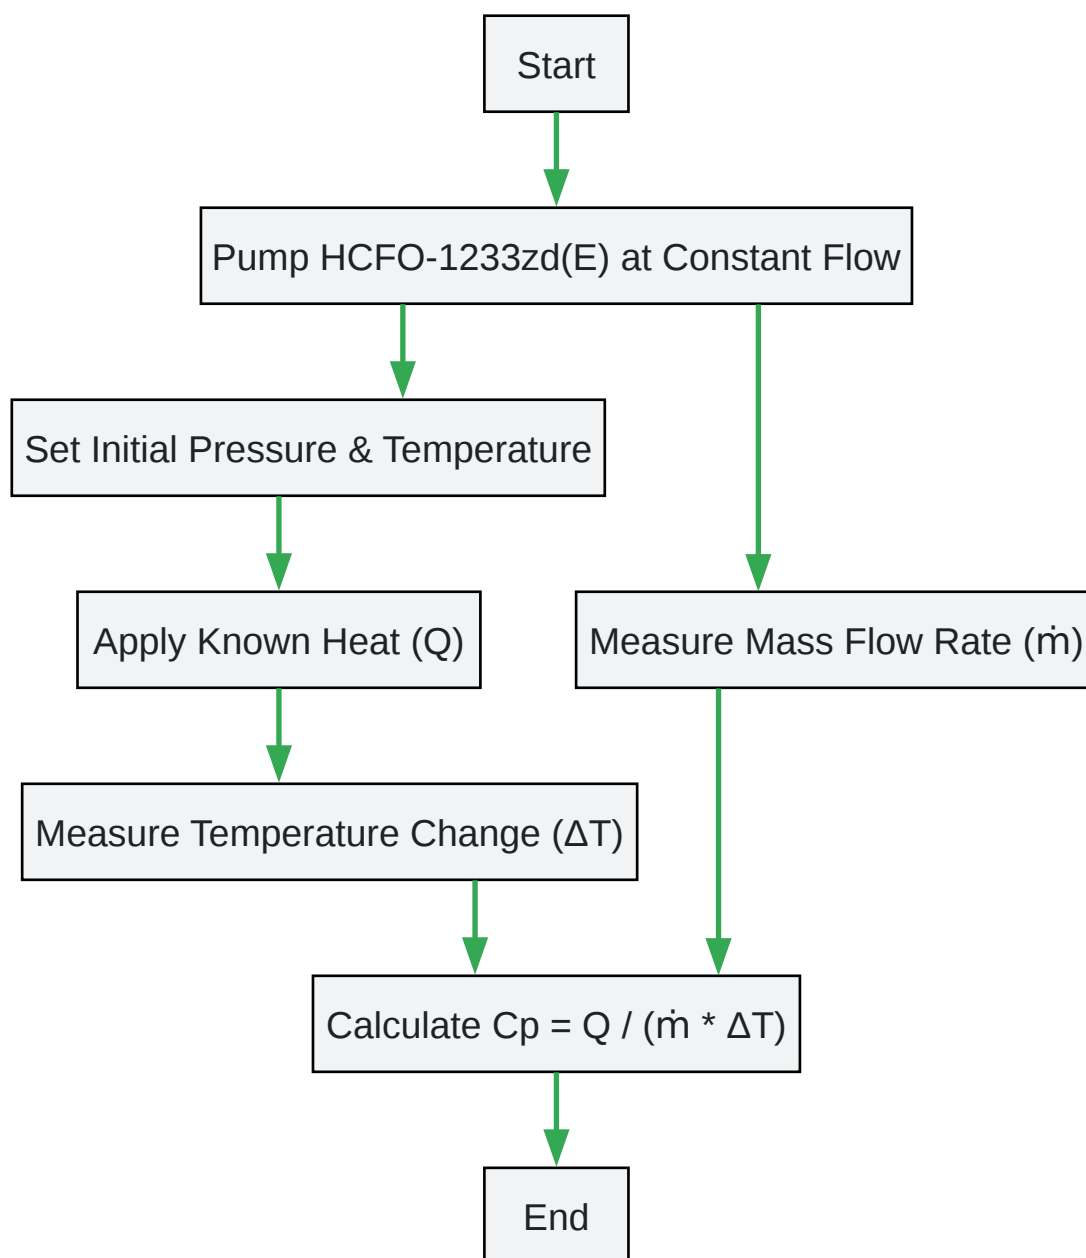 Start
Pump HCFO-1233zd(E) at Constant Flow
Set Initial Pressure & Temperature
Apply Known Heat (Q)
Measure Mass Flow Rate (ṁ)
Measure Temperature Change (ΔT)
Calculate Cp = Q / (ṁ * ΔT)
End